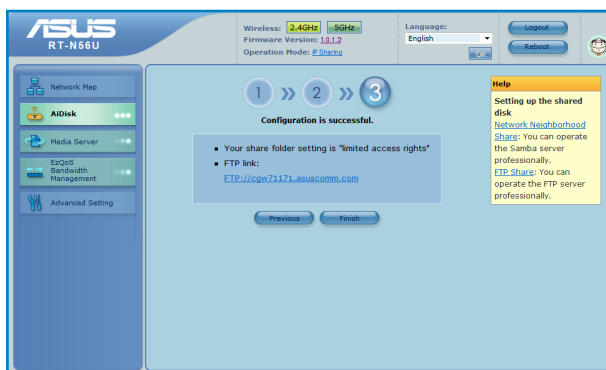 ASUS
RT-N56U
Wireless: 2.4GHz 5GHz
Firmware Version: 1.0.1.2
Operation Mode: IP Sharing
Language:
English
Logout
Reboot
Network Map
AiDisk
Media Server
EzQoS
Bandwidth
Management
Advanced Setting
1 » 2 » 3
Configuration is successful.
Your share folder setting is "limited access rights"
FTP link:
FTP://cgw71171.asuscomm.com
Previous
Finish
Help
Setting up the shared
disk
Network Neighborhood
Share: You can operate
the Samba server
professionally.
FTP Share: You can
operate the FTP server
professionally.